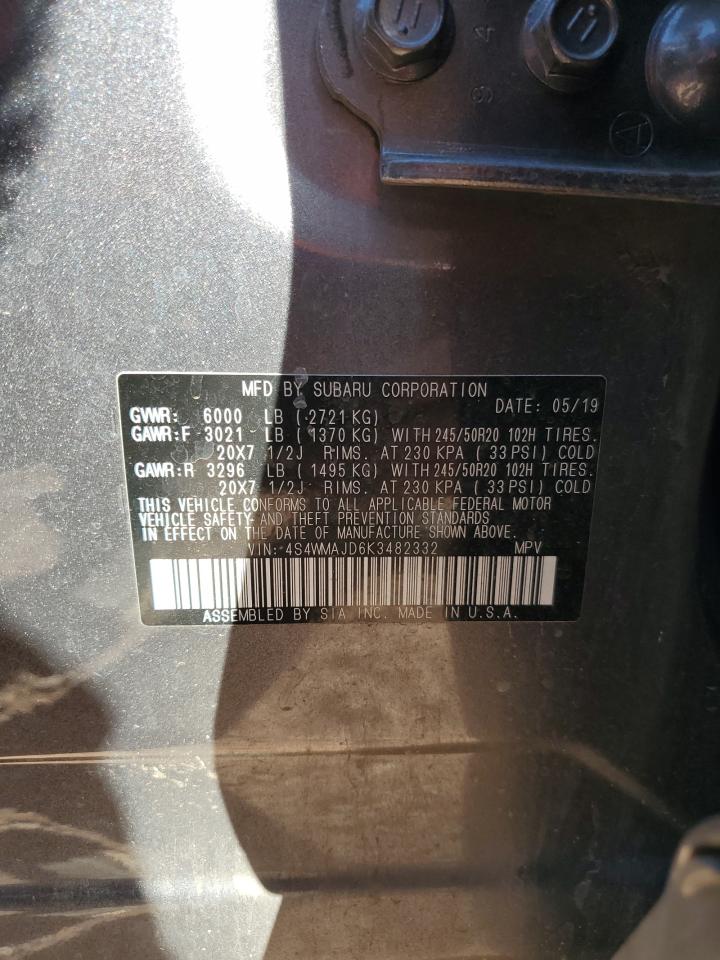 9 4
A
MFD BY SUBARU CORPORATION
DATE: 05/19
GVWR: 6000 LB ( 2721 KG)
GAWR:F 3021 LB ( 1370 KG) WITH 245/50R20 102H TIRES.
20X7 1/2J RIMS. AT 230 KPA ( 33 PSI) COLD
GAWR:R 3296 LB ( 1495 KG) WITH 245/50R20 102H TIRES.
20X7 1/2J RIMS. AT 230 KPA ( 33 PSI) COLD
THIS VEHICLE CONFORMS TO ALL APPLICABLE FEDERAL MOTOR
VEHICLE SAFETY AND THEFT PREVENTION STANDARDS
IN EFFECT ON THE DATE OF MANUFACTURE SHOWN ABOVE.
VIN: 4S4WMAJD6K3482332 MPV
ASSEMBLED BY SIA INC. MADE IN U.S.A.